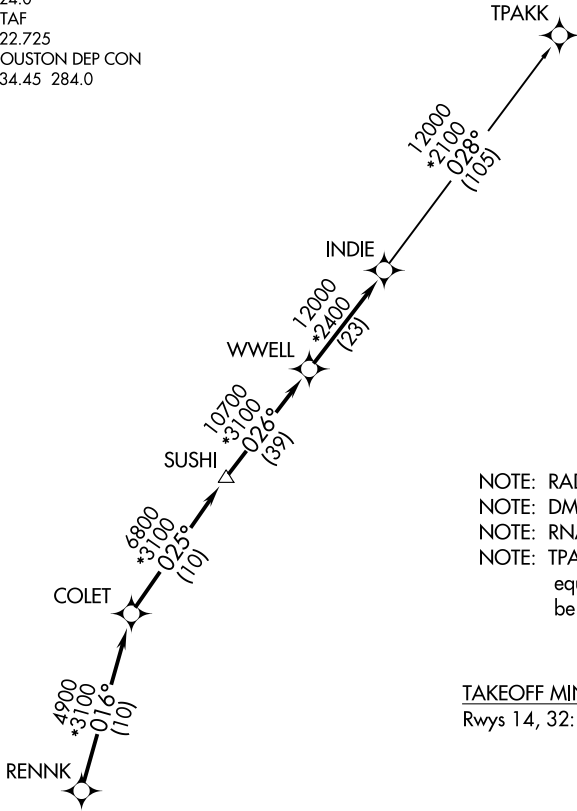 24.0
TAF
22.725
OUSTON DEP CON
34.45 284.0
TPAKK
12000
*2100
028°
(105)
INDIE
12000
*2400
(23)
WWELL
10700
*3100
026°
(39)
SUSHI
6800
*3100
025°
(10)
COLET
4900
*3100
016°
(10)
RENNK
NOTE: RAD
NOTE: DM
NOTE: RNA
NOTE: TPA
equ
be
TAKEOFF MIN
Rwys 14, 32: